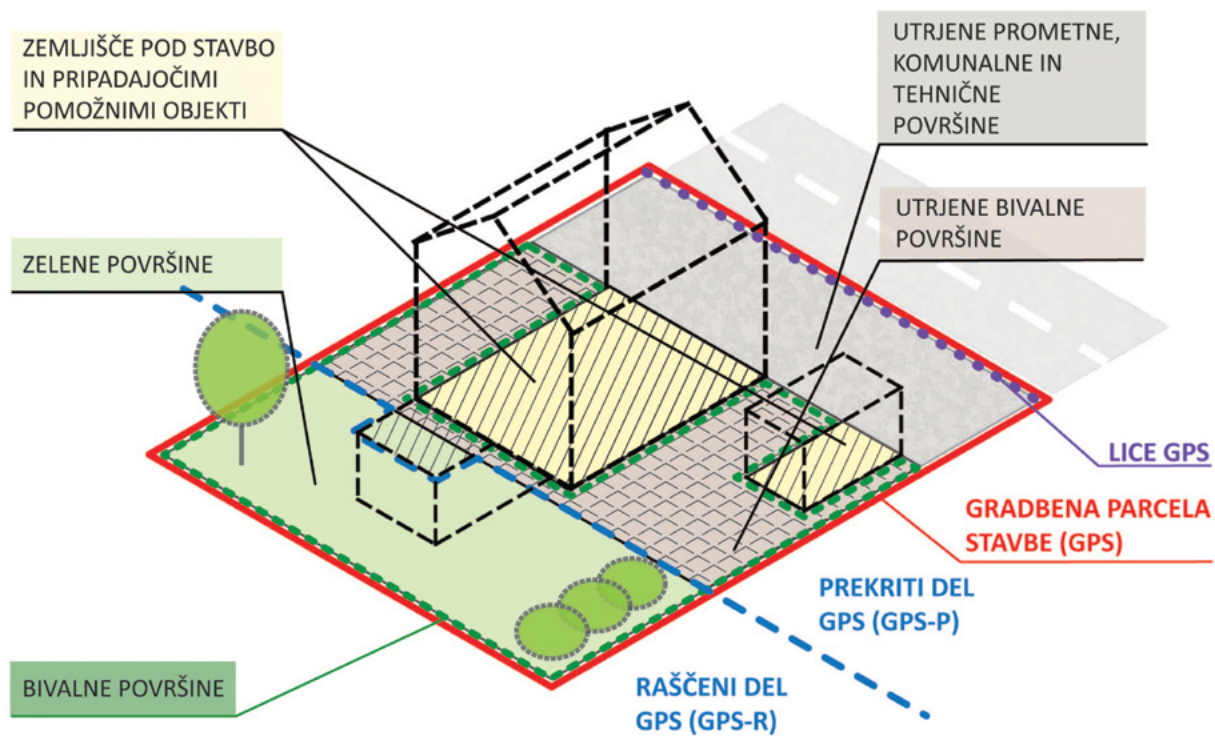 ZEMLJIŠČE POD STAVBO
IN PRIPADAJOČIMI
POMOŽNIMI OBJEKTI
UTRJENE PROMETNE,
KOMUNALNE IN
TEHNIČNE
POVRŠINE
UTRJENE BIVALNE
POVRŠINE
ZELENE POVRŠINE
LICE GPS
GRADBENA PARCELA
STAVBE (GPS)
PREKRITI DEL
GPS (GPS-P)
RAŠČENI DEL
GPS (GPS-R)
BIVALNE POVRŠINE